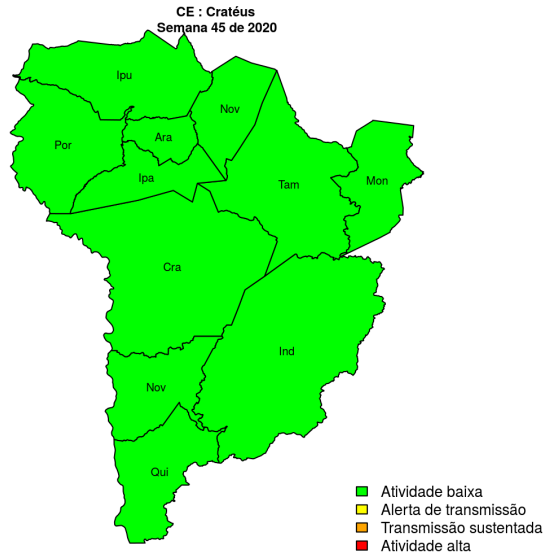 CE : Cratéus
Semana 45 de 2020
Ipu
Nov
Por
Ara
Ipa
Tam
Mon
Cra
Ind
Nov
Qui
Atividade baixa
Alerta de transmissão
Transmissão sustentada
Atividade alta